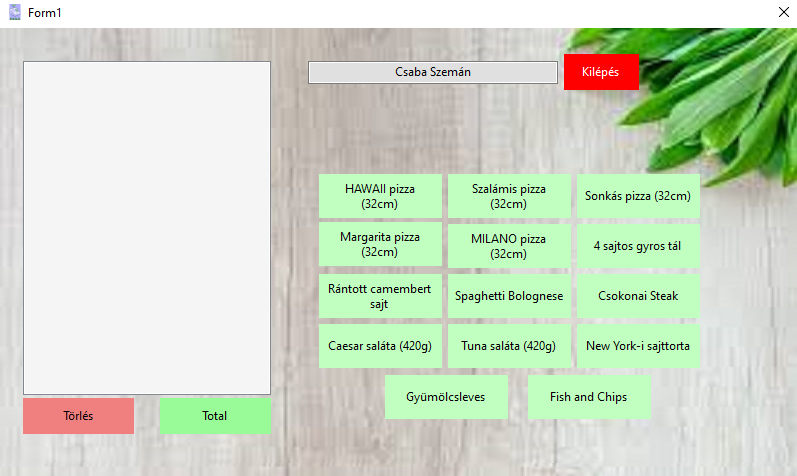 Form1
Csaba Szemán
Kilépés
HAWAII pizza
(32cm)
Szalámis pizza
(32cm)
Sonkás pizza (32cm)
Margarita pizza
(32cm)
MILANO pizza
(32cm)
4 sajtos gyros tál
Rántott camembert
sajt
Spaghetti Bolognese
Csokonai Steak
Caesar saláta (420g)
Tuna saláta (420g)
New York-i sajttorta
Gyümölcsleves
Fish and Chips
Törlés
Total